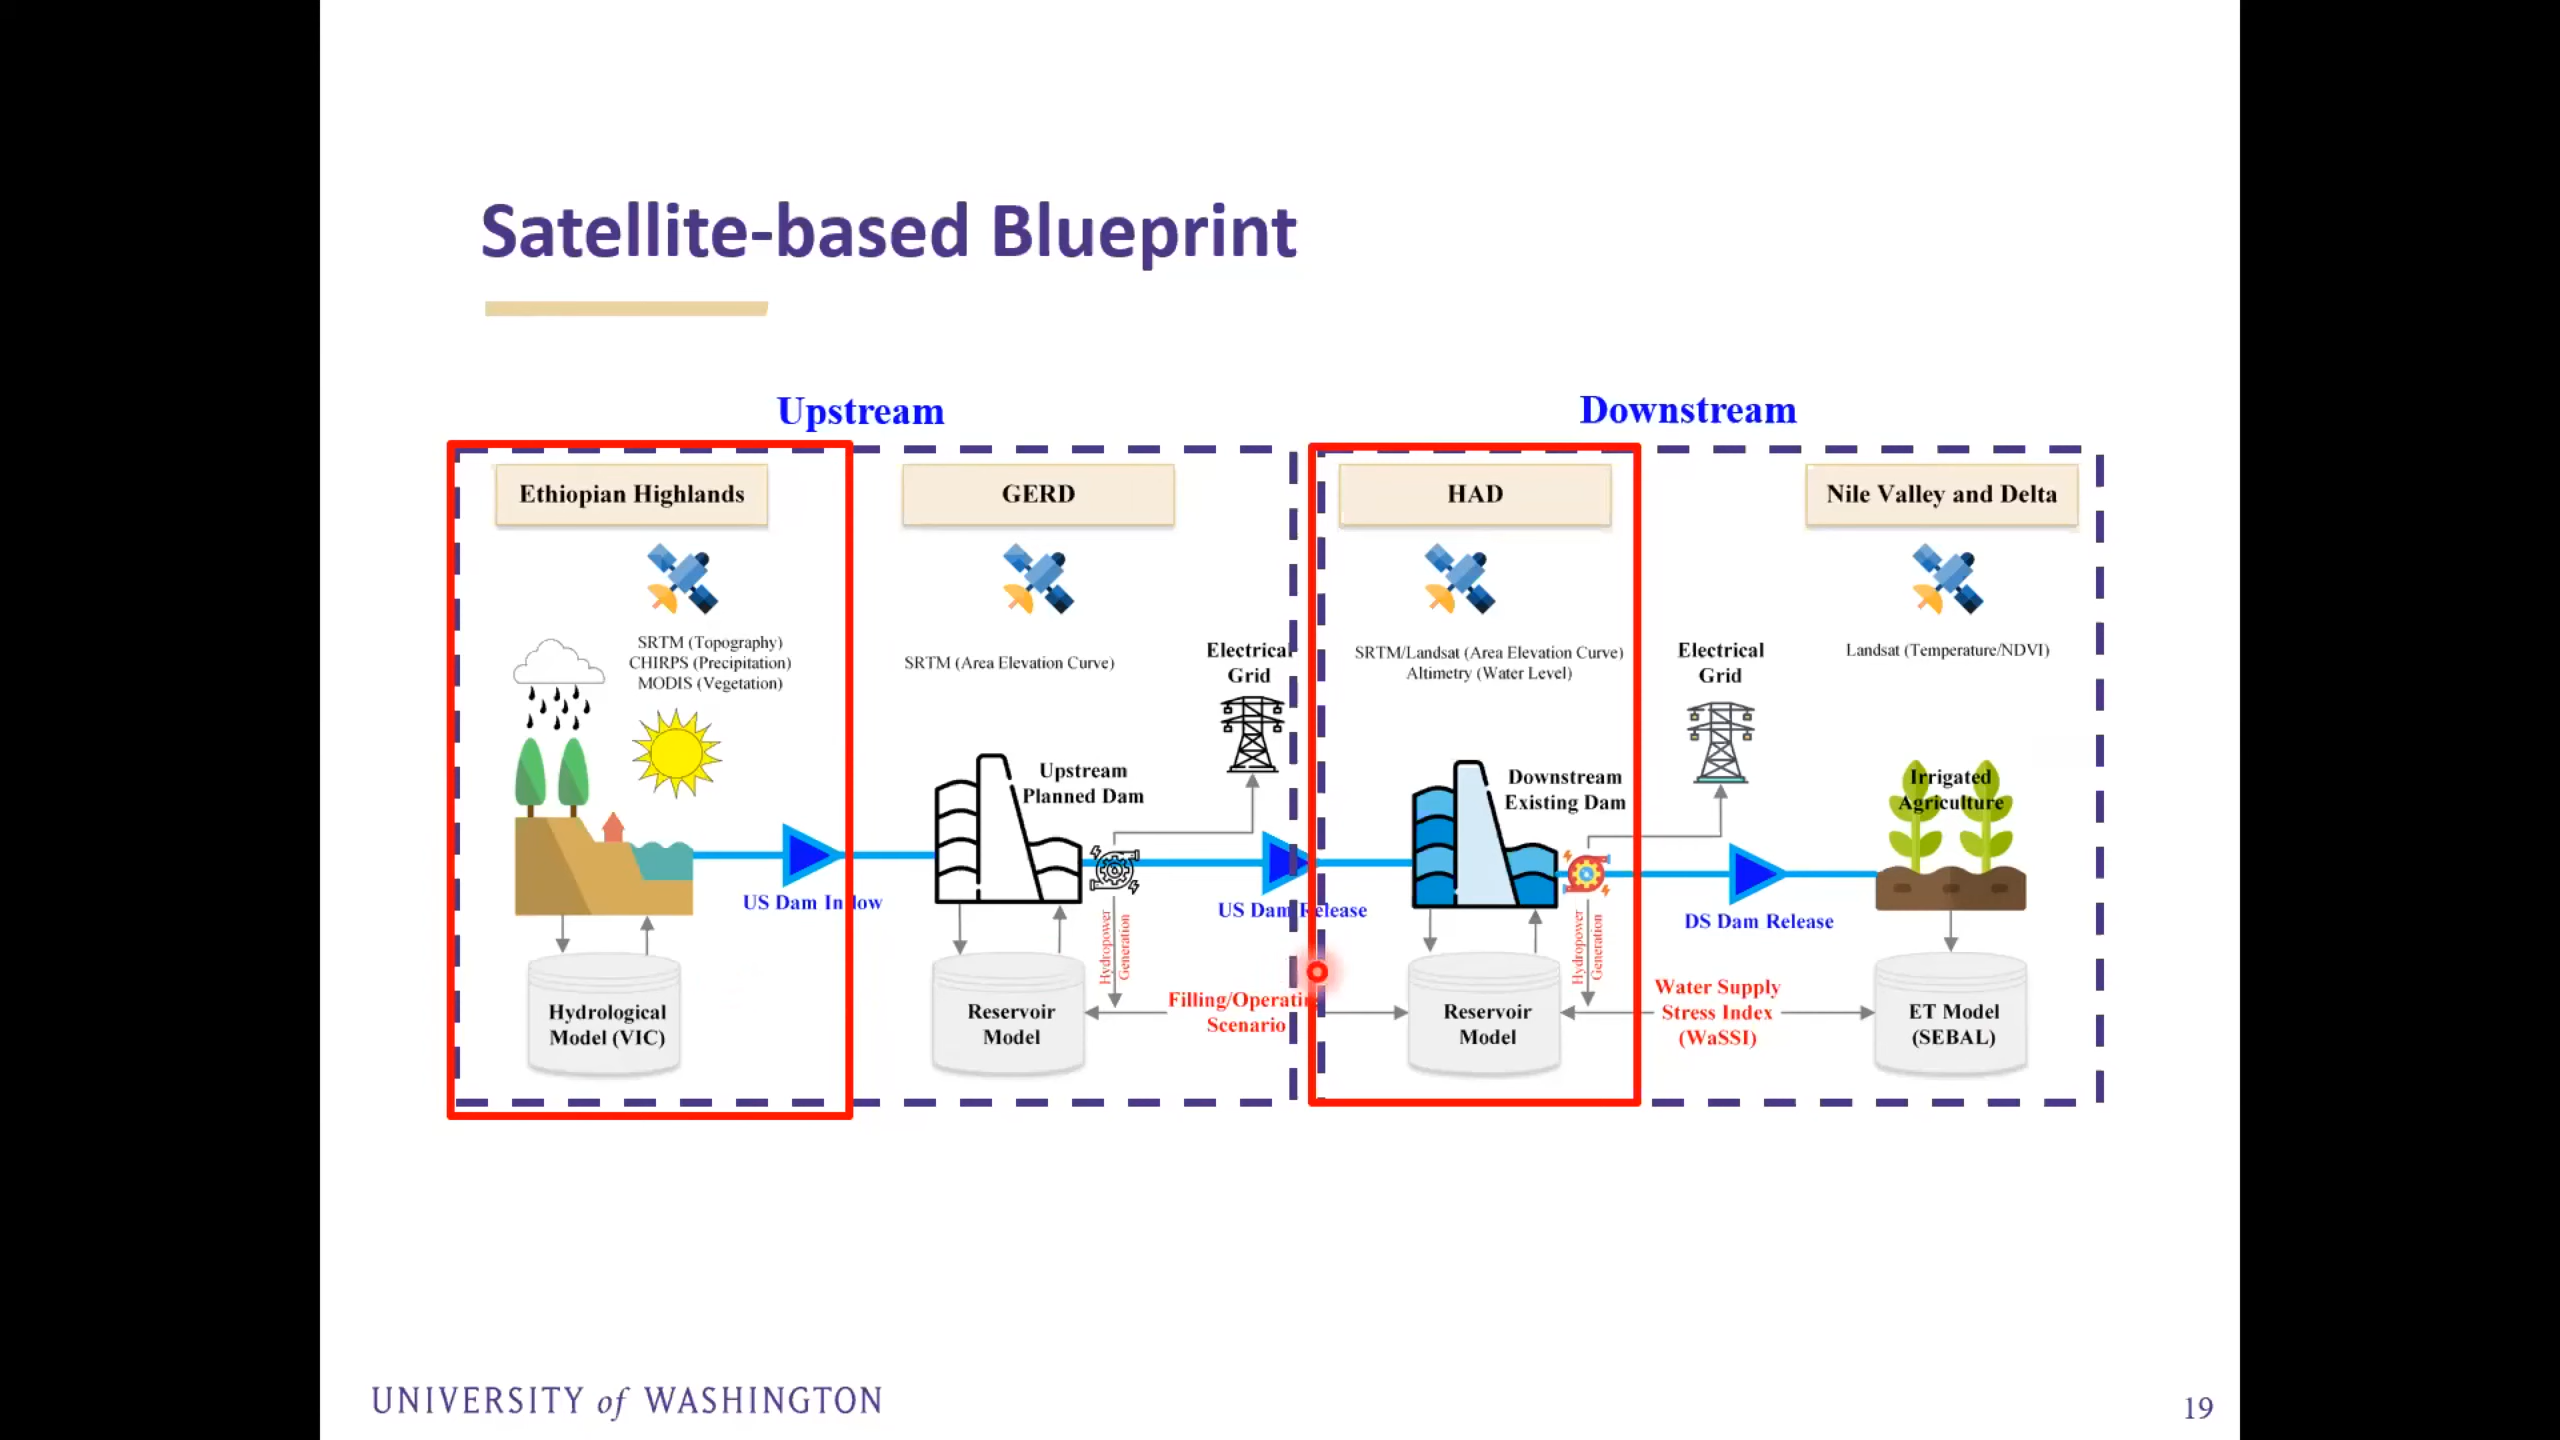 Satellite-based Blueprint
Upstream
Downstream
Ethiopian Highlands
GERD
HAD
Nile Valley and Delta
SRTM (Topography)
CHIRPS (Precipitation)
MODIS (Vegetation)
SRTM (Area Elevation Curve)
Electrical
Grid
SRTM/Landsat (Area Elevation Curve)
Altimetry (Water Level)
Electrical
Grid
Landsat (Temperature/NDVI)
Upstream
Planned Dam
Downstream
Existing Dam
Irrigated
Agriculture
US Dam Inflow
US Dam Release
DS Dam Release
Hydropower
Generation
Hydropower
Generation
Hydrological
Model (VIC)
Reservoir
Model
Filling/Operating
Scenario
Reservoir
Model
Water Supply
Stress Index
(WaSSI)
ET Model
(SEBAL)
UNIVERSITY of WASHINGTON
19